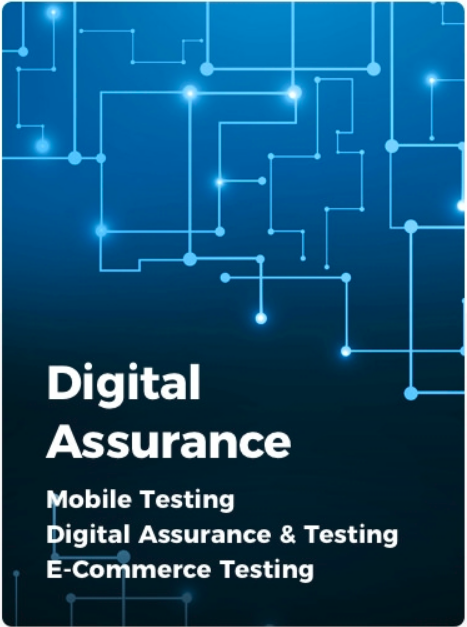 Digital
Assurance
Mobile Testing
Digital Assurance & Testing
E-Commerce Testing